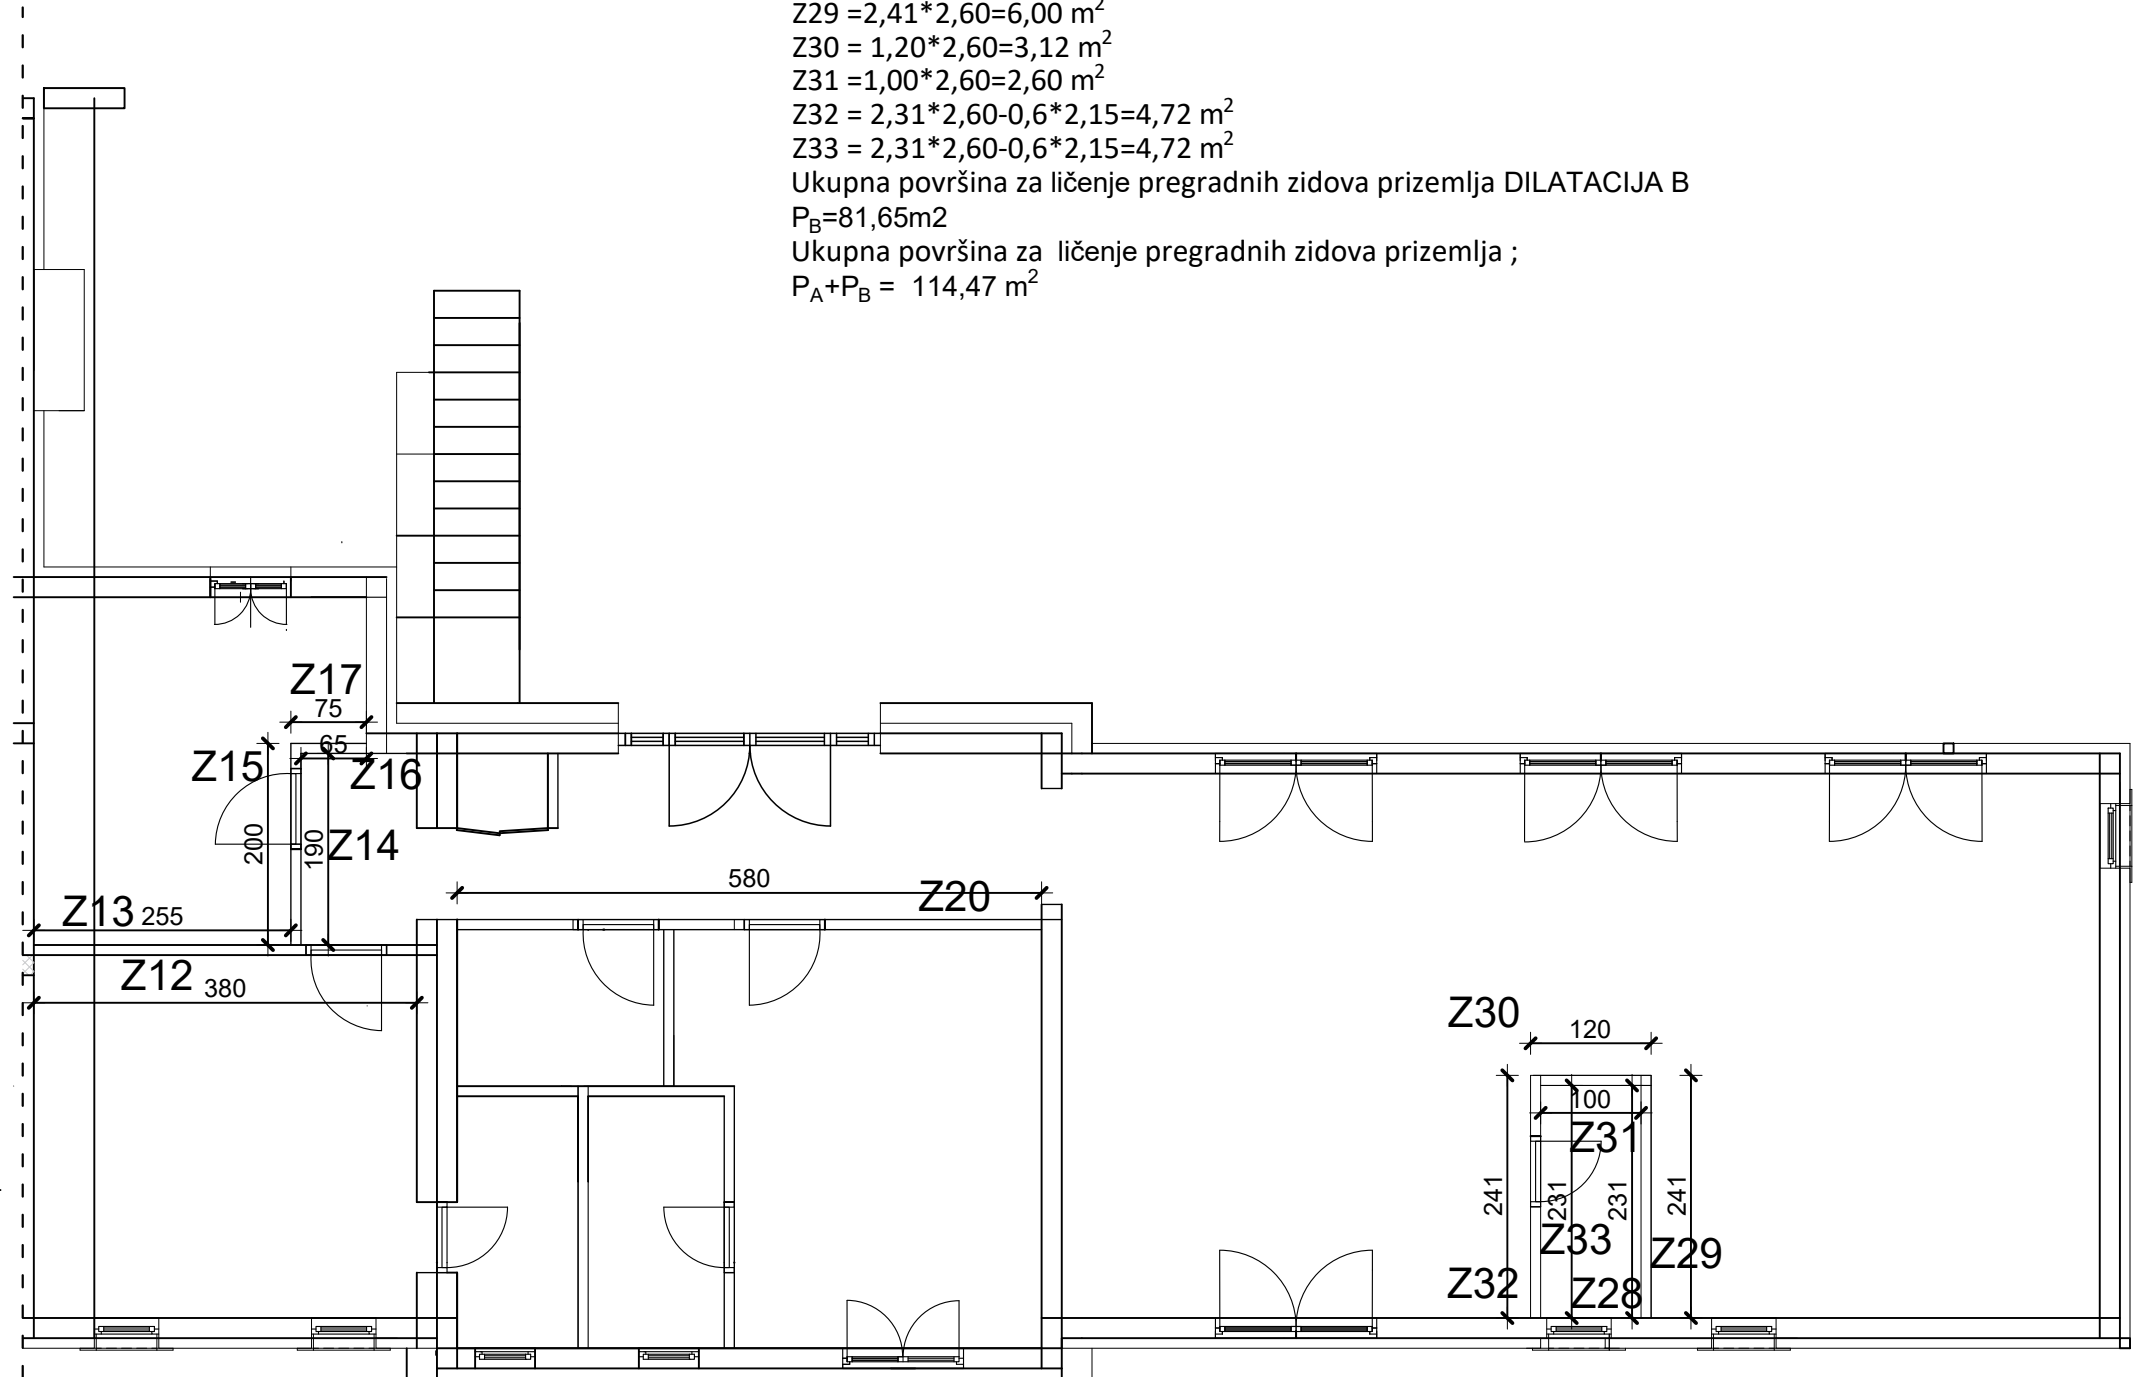 Z29 =2,41*2,60=6,00 m²
Z30 = 1,20*2,60=3,12 m²
Z31 =1,00*2,60=2,60 m²
Z32 = 2,31*2,60-0,6*2,15=4,72 m²
Z33 = 2,31*2,60-0,6*2,15=4,72 m²
Ukupna površina za ličenje pregradnih zidova prizemlja DILATACIJA B
P_B=81,65m2
Ukupna površina za ličenje pregradnih zidova prizemlja ;
P_A+P_B = 114,47 m²
Z17
75
65
Z15
Z16
200
190
Z14
580
Z20
Z13 255
Z12 380
Z30
120
100
Z31
241
231
231
241
Z33
Z29
Z32
Z28